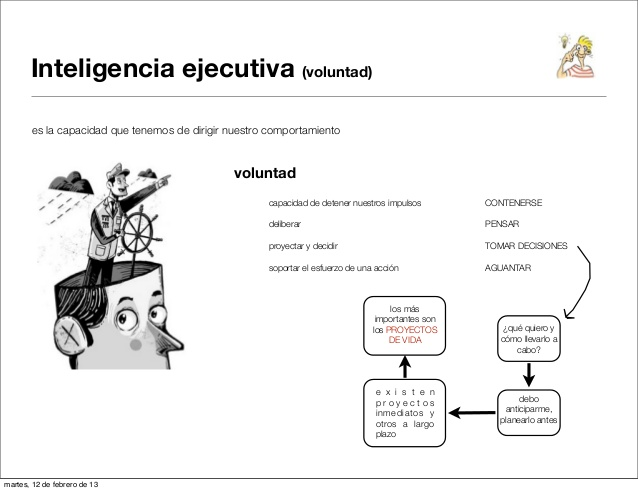 Inteligencia ejecutiva (voluntad)
es la capacidad que tenemos de dirigir nuestro comportamiento
voluntad
capacidad de detener nuestros impulsos CONTENERSE
deliberar PENSAR
proyectar y decidir TOMAR DECISIONES
soportar el esfuerzo de una acción AGUANTAR
¿qué quiero y
cómo llevarlo a
cabo?
debo
anticiparme,
planearlo antes
existen
proyectos
inmediatos y
otros a largo
plazo
los más
importantes son
los PROYECTOS
DE VIDA
martes, 12 de febrero de 13